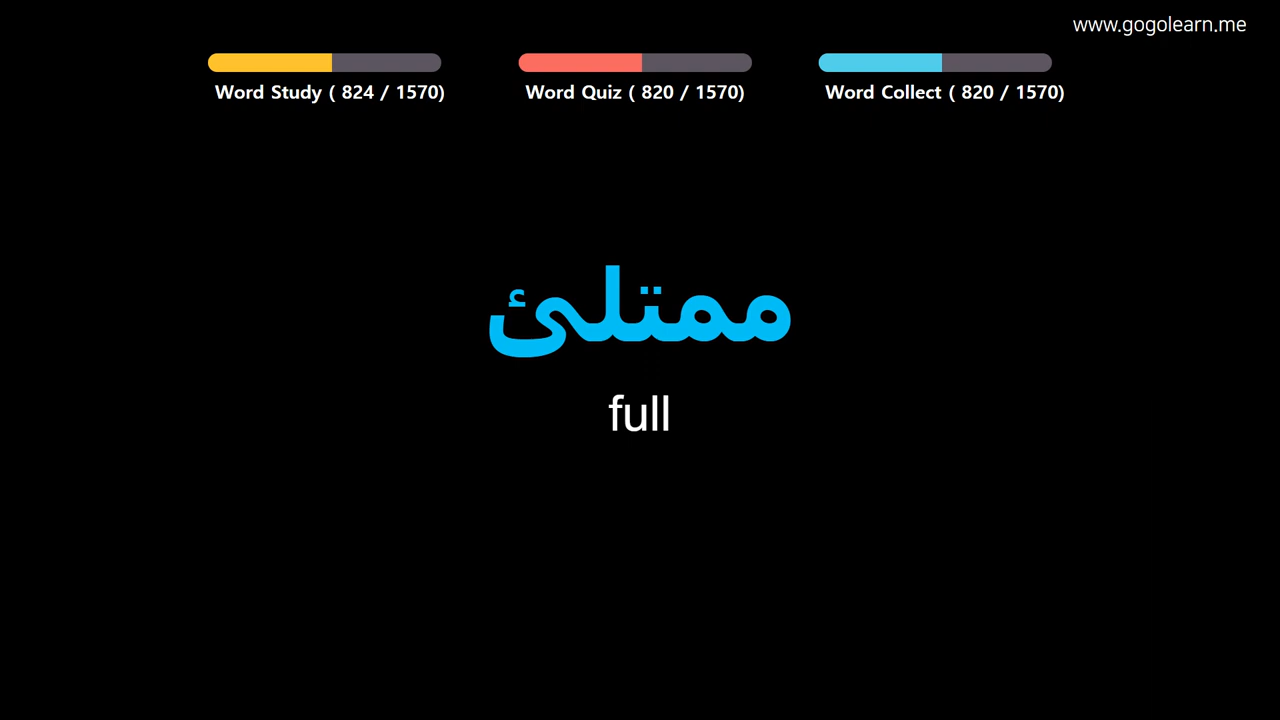 www.gogolearn.me
Word Study ( 824 / 1570)
Word Quiz ( 820 / 1570)
Word Collect ( 820 / 1570)
ممتلئ
full